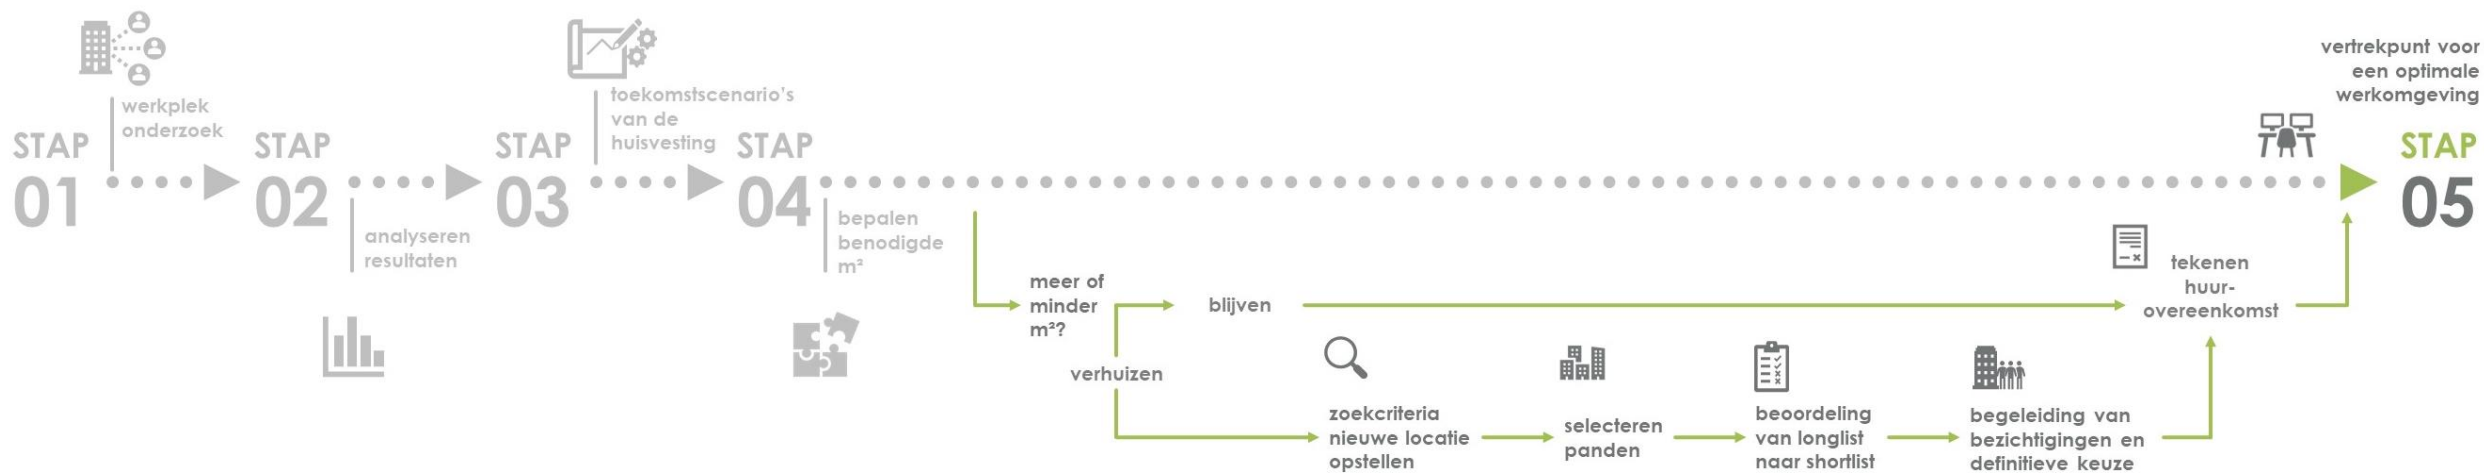 STAP
01
werkplek
onderzoek
STAP
02
analyseren
resultaten
STAP
03
toekomstscenario's
van de
huisvesting
STAP
04
bepalen
benodigde
m²
meer of
minder
m²?
blijven
verhuizen
zoekcriteria
nieuwe locatie
opstellen
selecteren
panden
beoordeling
van longlist
naar shortlist
begeleiding van
bezichtigingen en
definitieve keuze
tekenen
huur-
overeenkomst
vertrekpunt voor
een optimale
werkomgeving
STAP
05